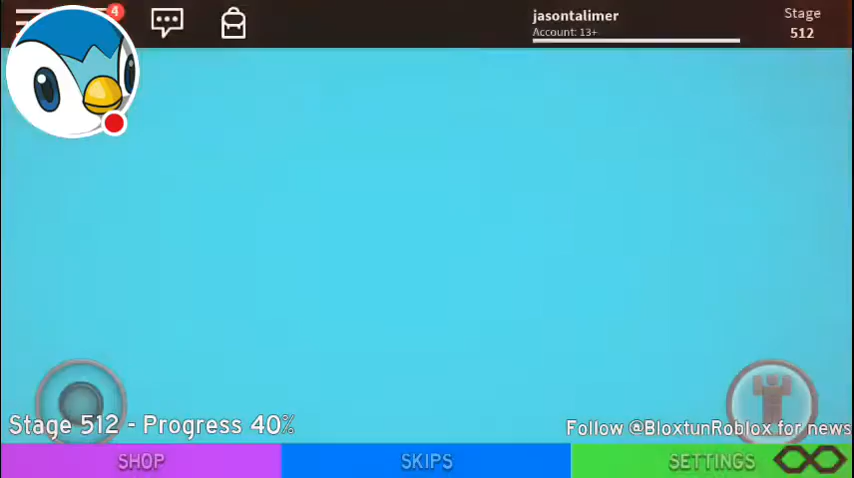 4
jasontalimer
Account: 13+
Stage
512
Stage 512 - Progress 40%
Follow @BloxtunRoblox for news
SHOP
SKIPS
SETTINGS